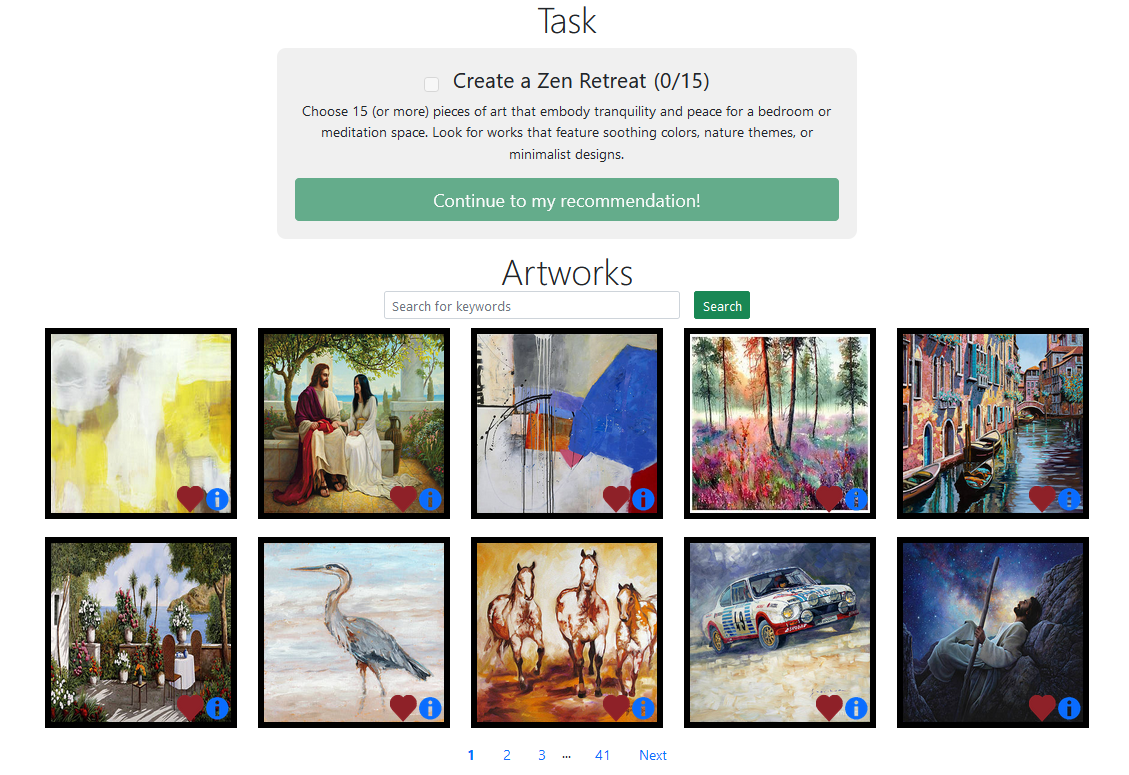 Task
Create a Zen Retreat (0/15)
Choose 15 (or more) pieces of art that embody tranquility and peace for a bedroom or
meditation space. Look for works that feature soothing colors, nature themes, or
minimalist designs.
Continue to my recommendation!
Artworks
Search for keywords Search
1 2 3 ... 41 Next